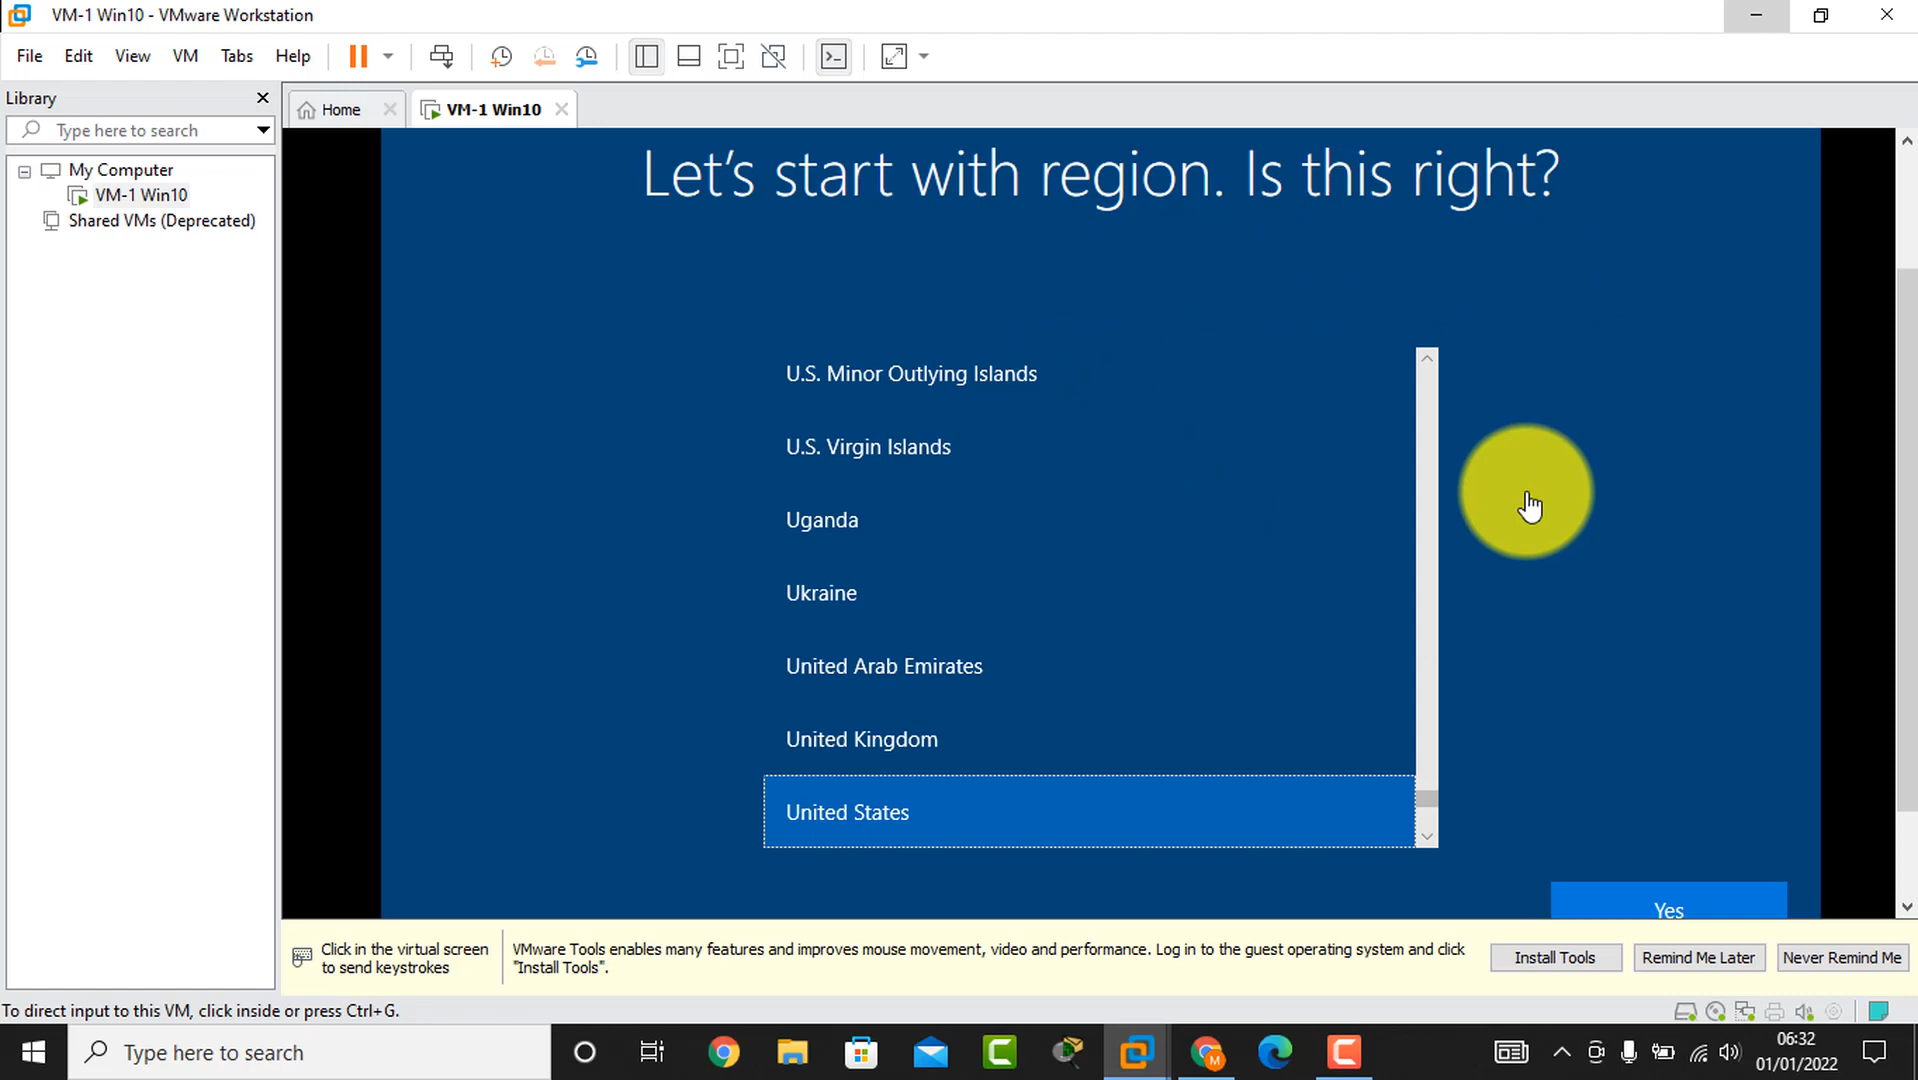 VM-1 Win10 - VMware Workstation
File Edit View VM Tabs Help
Library
Home VM-1 Win10
Type here to search
My Computer
VM-1 Win10
Shared VMs (Deprecated)
Let's start with region. Is this right?
U.S. Minor Outlying Islands
U.S. Virgin Islands
Uganda
Ukraine
United Arab Emirates
United Kingdom
United States
Yes
Click in the virtual screen
to send keystrokes
VMware Tools enables many features and improves mouse movement, video and performance. Log in to the guest operating system and click
"Install Tools".
Install Tools Remind Me Later Never Remind Me
To direct input to this VM, click inside or press Ctrl+G.
Type here to search
M
06:32
01/01/2022